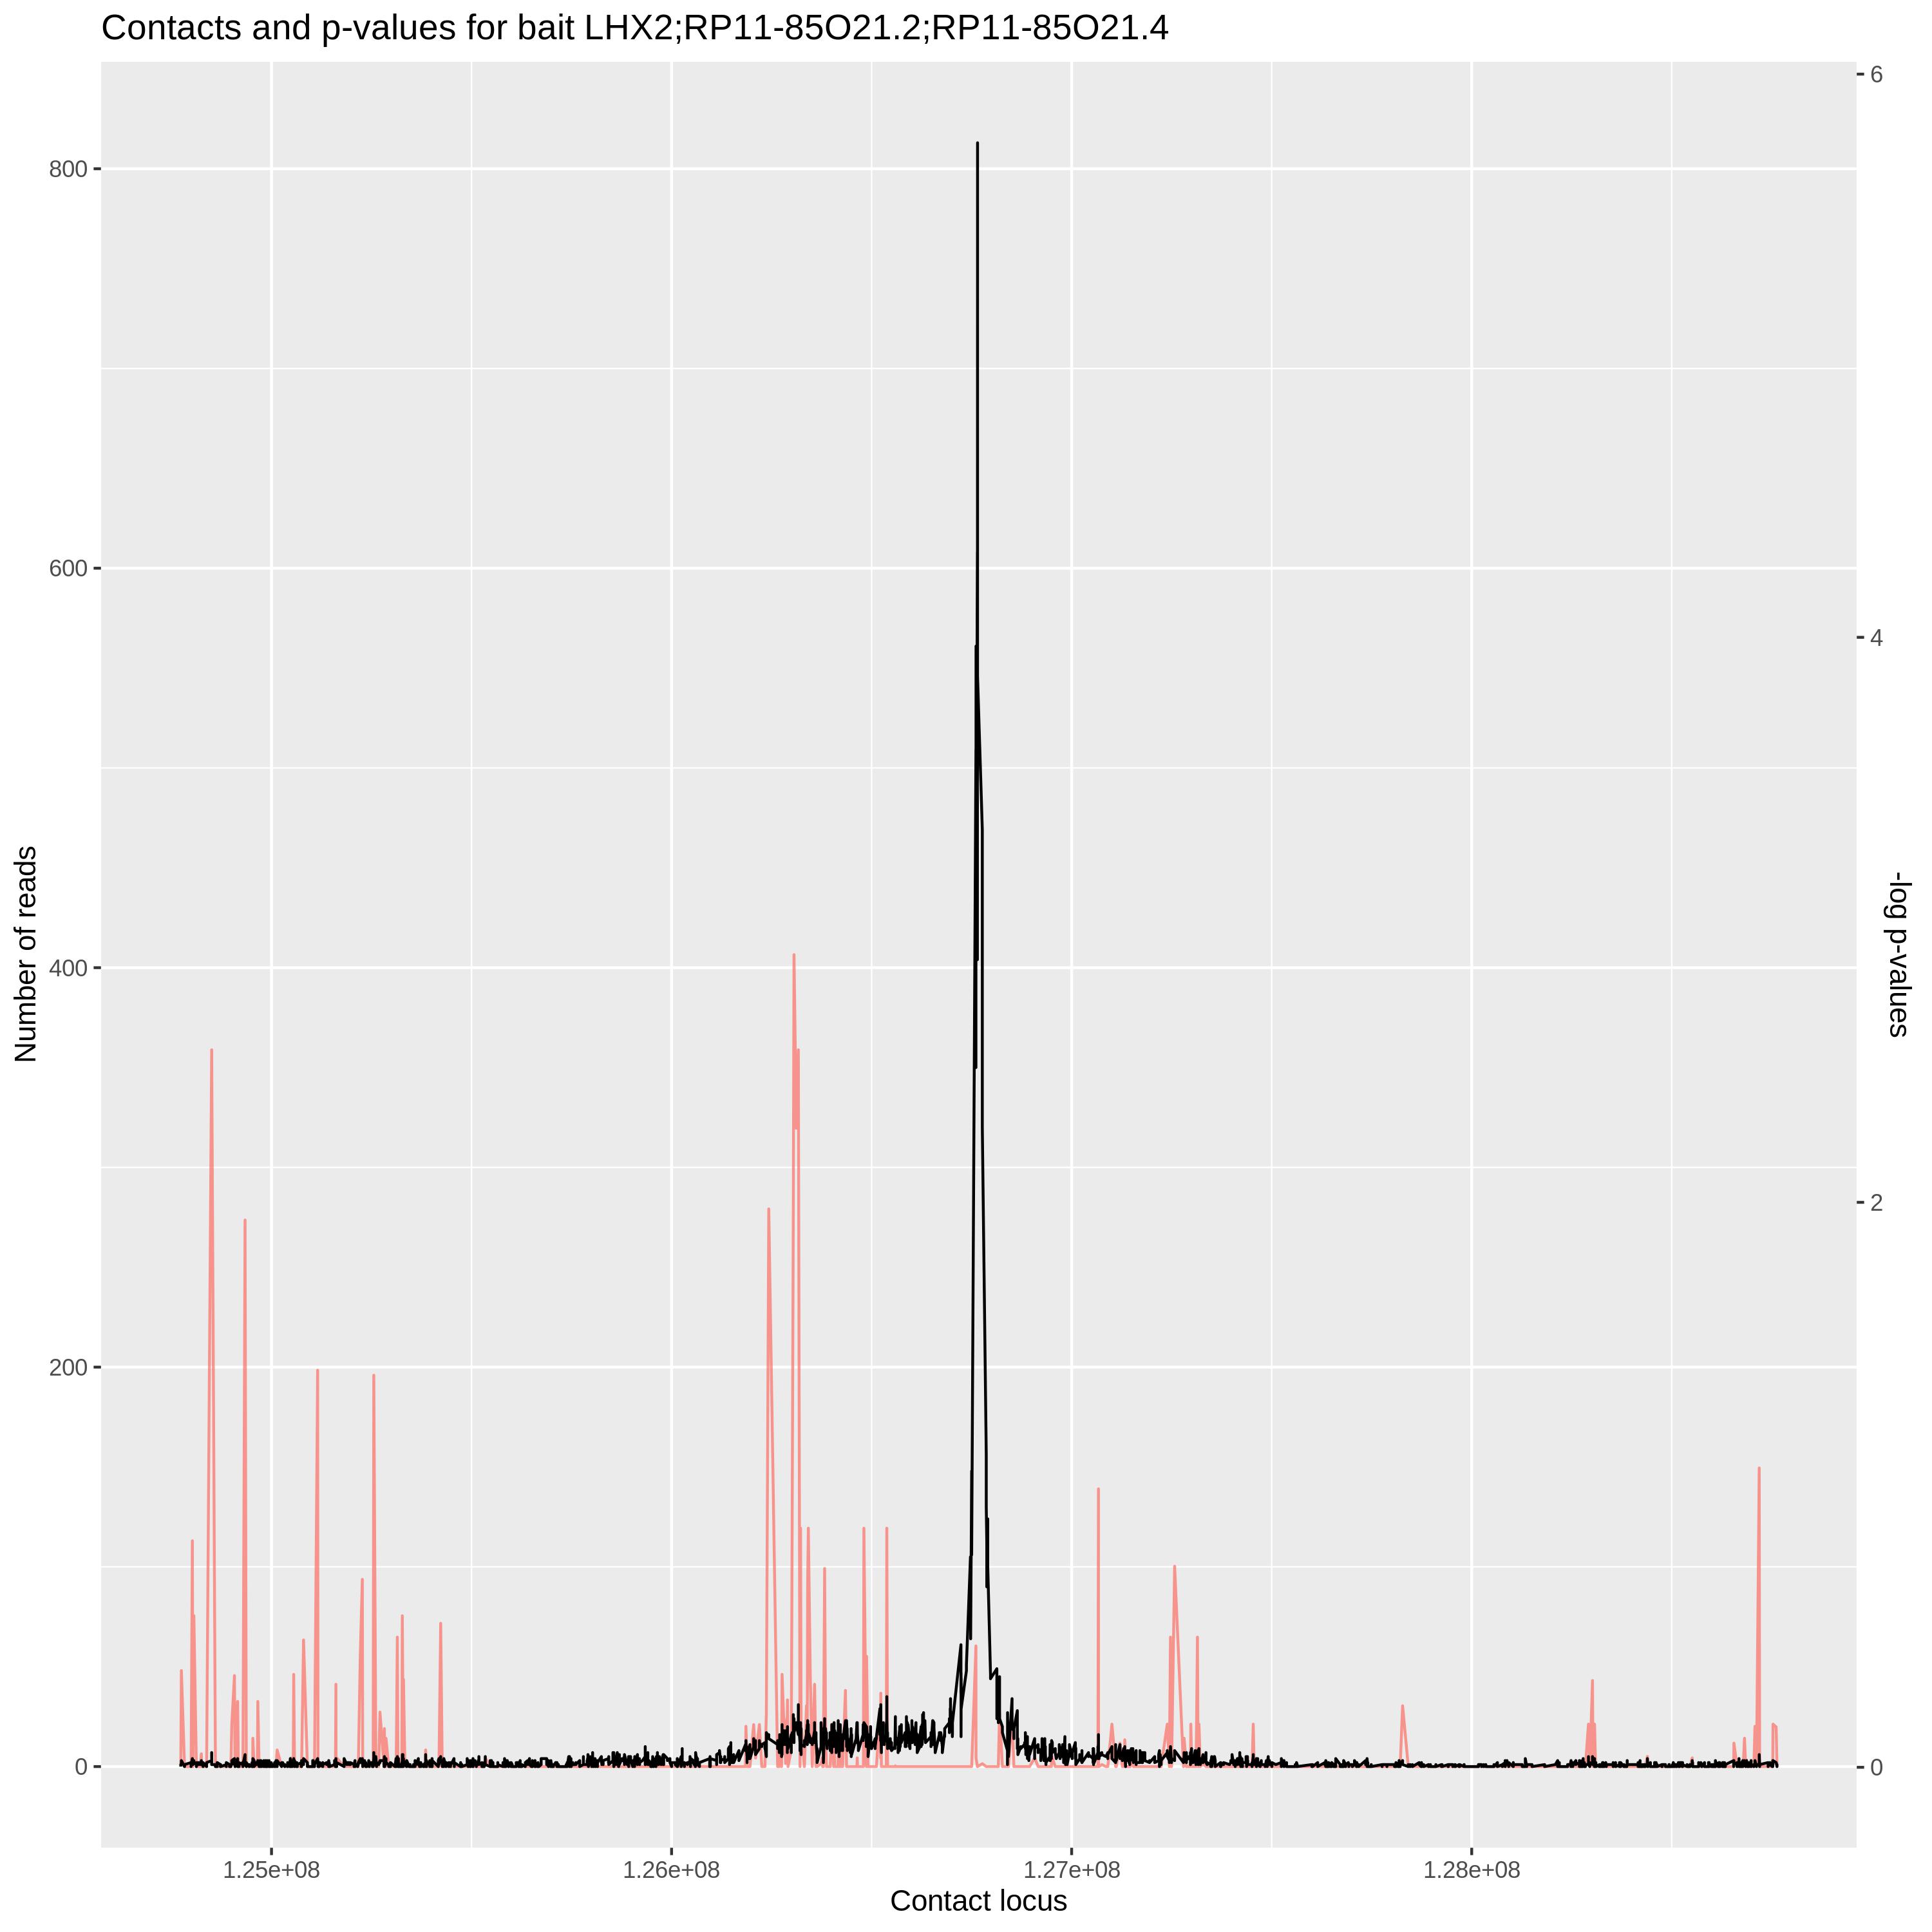 Contacts and p-values for bait LHX2;RP11-85O21.2;RP11-85O21.4
800
600
400
200
0
Number of reads
6
4
2
0
-log p-values
1.25e+08
1.26e+08
1.27e+08
1.28e+08
Contact locus